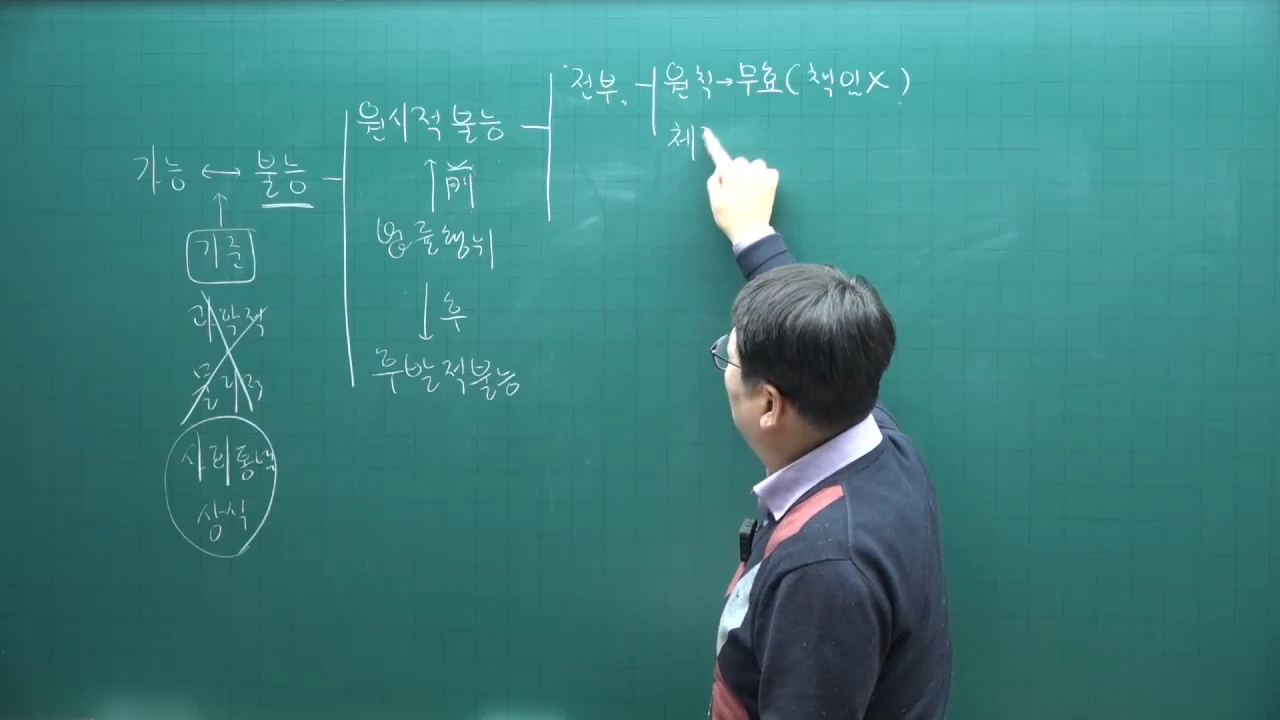 가능 ↔ 불능
기준
과학적
물리적
사회통념
상식
원시적 불능
↑ 前
법률행위
↓ 후
후발적불능
전부
원칙→무효(책임X)
체